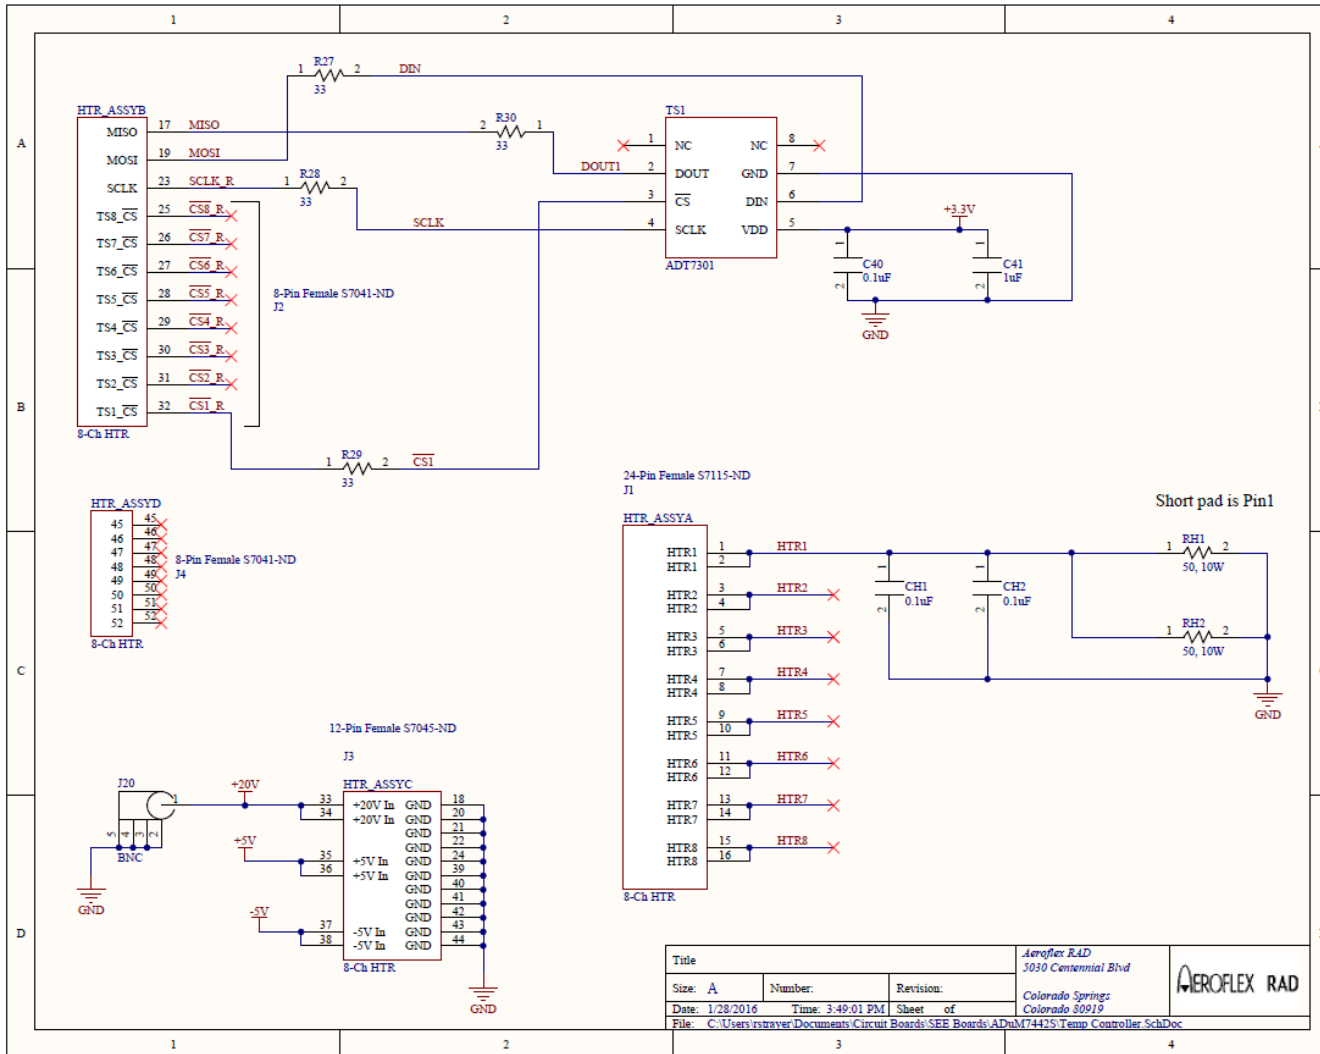 1 2 3 4
A
B
C
D
R27
1 2 DIN
33
HTR_ASSYB
MISO 17 MISO
MOSI 19 MOSI
SCLK 23 SCLK_R
TS8_CS 25 CS8_R
TS7_CS 26 CS7_R
TS6_CS 27 CS6_R
TS5_CS 28 CS5_R
TS4_CS 29 CS4_R
TS3_CS 30 CS3_R
TS2_CS 31 CS2_R
TS1_CS 32 CS1_R
8-Ch HTR
8-Pin Female S7041-ND
J2
R30
2 1
33
R28
1 2
33
SCLK
DOUT1
R29
1 2 CS1
33
TS1
1 NC NC 8
2 DOUT GND 7
3 CS DIN 6
4 SCLK VDD 5
ADT7301
+3.3V
1
C40
0.1uF
2
1
C41
1uF
2
GND
HTR_ASSYD
45 45
46 46
47 47
48 48
49 49
50 50
51 51
52 52
8-Ch HTR
8-Pin Female S7041-ND
J4
24-Pin Female S7115-ND
J1
HTR_ASSYA
HTR1 1 HTR1
HTR1 2
HTR2 3 HTR2
HTR2 4
HTR3 5 HTR3
HTR3 6
HTR4 7 HTR4
HTR4 8
HTR5 9 HTR5
HTR5 10
HTR6 11 HTR6
HTR6 12
HTR7 13 HTR7
HTR7 14
HTR8 15 HTR8
HTR8 16
8-Ch HTR
Short pad is Pin1
1
CH1
0.1uF
2
1
CH2
0.1uF
2
RH1
1 2
50, 10W
RH2
1 2
50, 10W
GND
12-Pin Female S7045-ND
J3
HTR_ASSYC
33 +20V In GND 18
34 +20V In GND 20
GND 21
GND 22
35 +5V In GND 24
36 +5V In GND 39
GND 40
GND 41
GND 42
37 -5V In GND 43
38 -5V In GND 44
8-Ch HTR
GND
J20
1
5 4 3 2
BNC
GND
+20V
+5V
-5V
Title
Size: A Number: Revision:
Date: 1/28/2016 Time: 3:49:01 PM Sheet of
File: C:\Users\rstrayer\Documents\Circuit Boards\SEE Boards\ADuM7442S\Temp Controller.SchDoc
Aeroflex RAD
5030 Centennial Blvd
Colorado Springs
Colorado 80919
AEROFLEX RAD
1 2 3 4